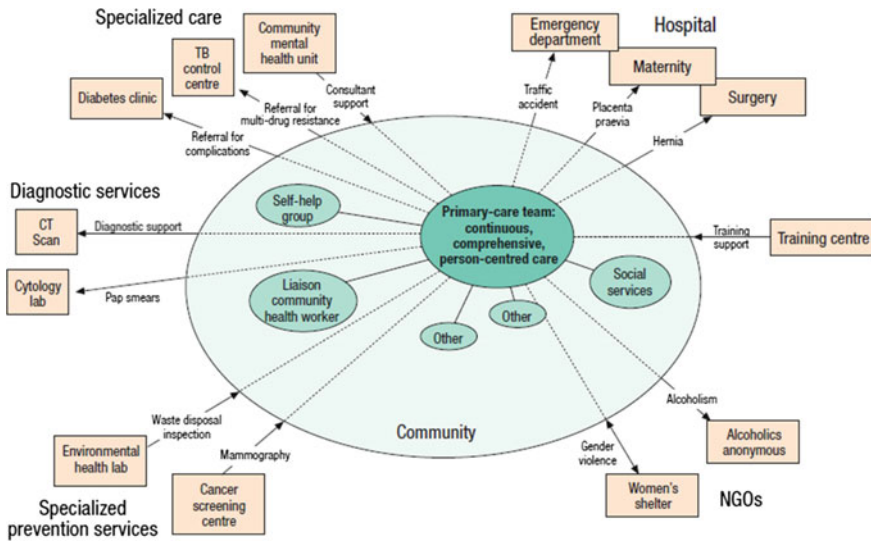 Specialized care
Community
mental
health unit
TB
control
centre
Diabetes clinic
Consultant
support
Referral for
multi-drug resistance
Referral for
complications
Emergency
department
Hospital
Maternity
Surgery
Traffic
accident
Placenta
praevia
Hernia
Diagnostic services
CT
Scan
Diagnostic support
Cytology
lab
Pap smears
Self-help
group
Primary-care team:
continuous,
comprehensive,
person-centred care
Training
support
Training centre
Liaison
community
health worker
Social
services
Other
Other
Community
Waste disposal
inspection
Environmental
health lab
Mammography
Cancer
screening
centre
Specialized
prevention services
Alcoholism
Alcoholics
anonymous
Gender
violence
Women's
shelter
NGOs